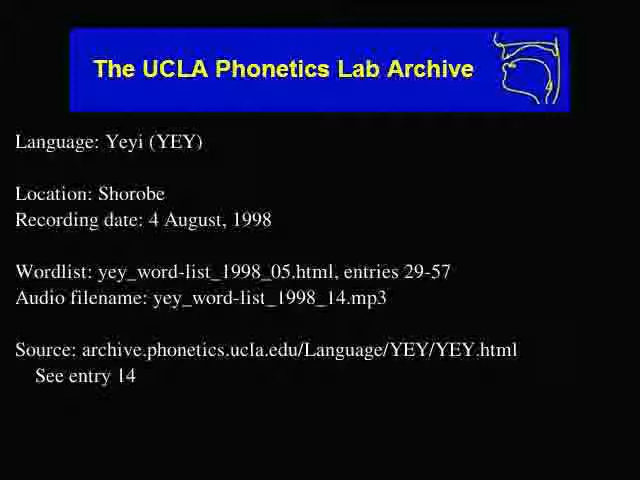 The UCLA Phonetics Lab Archive
Language: Yeyi (YEY)
Location: Shorobe
Recording date: 4 August, 1998
Wordlist: yey_word-list_1998_05.html, entries 29-57
Audio filename: yey_word-list_1998_14.mp3
Source: archive.phonetics.ucla.edu/Language/YEY/YEY.html
See entry 14